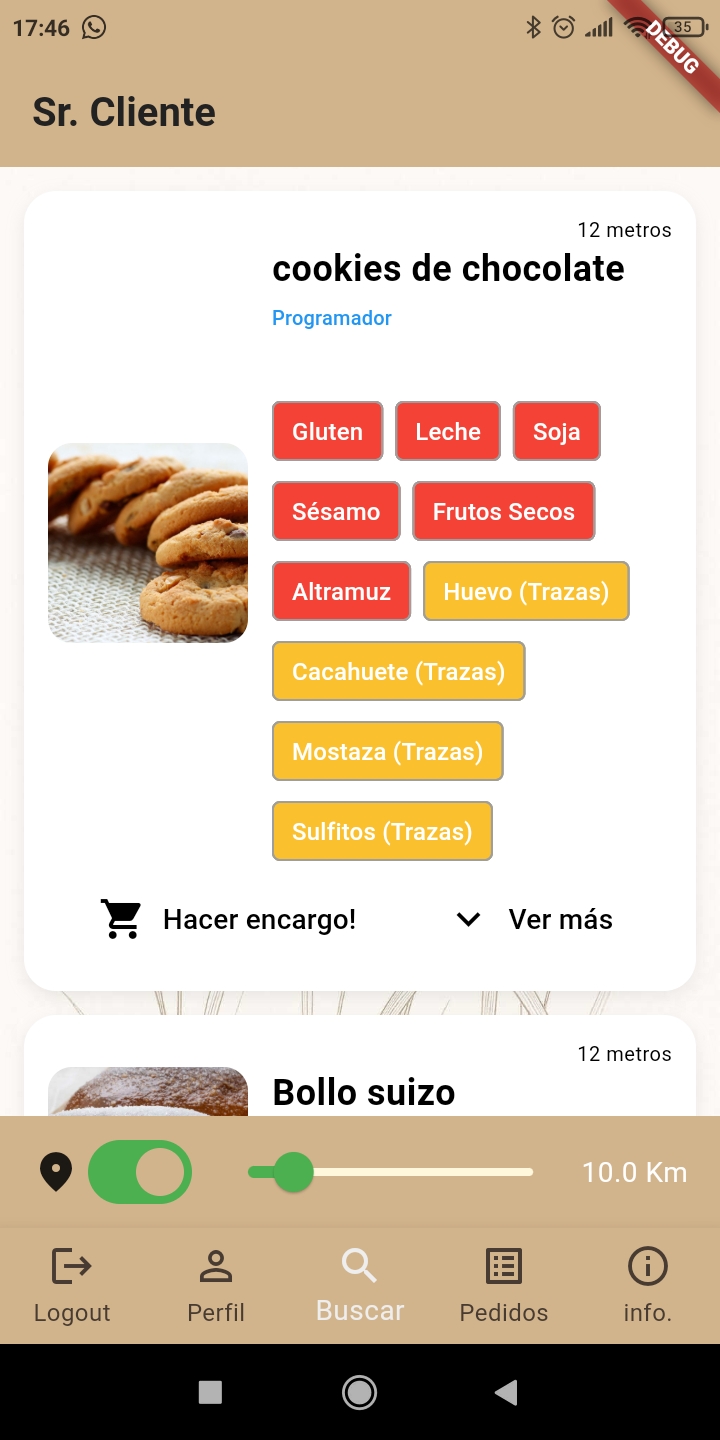 17:46
35
DEBUG
Sr. Cliente
12 metros
cookies de chocolate
Programador
Gluten Leche Soja
Sésamo Frutos Secos
Altramuz Huevo (Trazas)
Cacahuete (Trazas)
Mostaza (Trazas)
Sulfitos (Trazas)
Hacer encargo! Ver más
12 metros
Bollo suizo
10.0 Km
Logout Perfil Buscar Pedidos info.